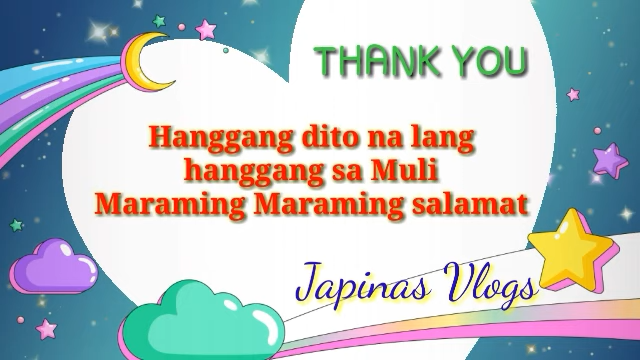 THANK YOU
Hanggang dito na lang
hanggang sa Muli
Maraming Maraming salamat
Japinas Vlogs